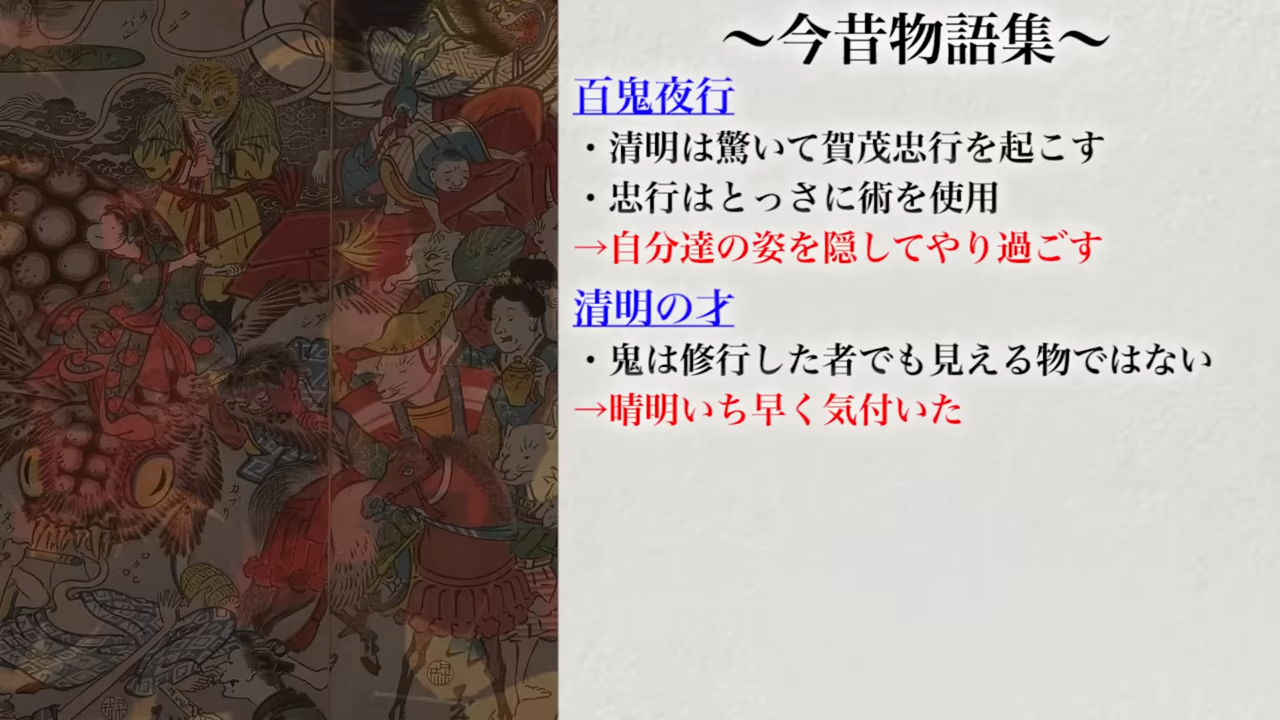 ～今昔物語集～
百鬼夜行
・清明は驚いて賀茂忠行を起こす
・忠行はとっさに術を使用
→自分達の姿を隠してやり過ごす
清明の才
・鬼は修行した者でも見える物ではない
→晴明いち早く気付いた